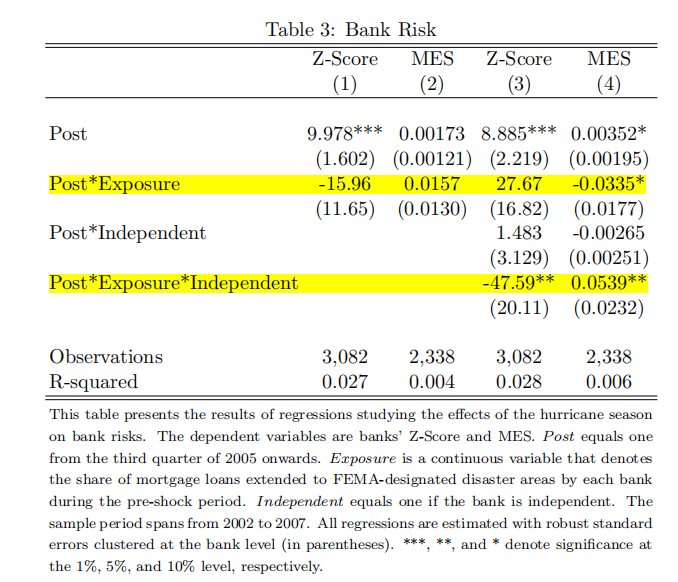 Table 3: Bank Risk
Z-Score MES Z-Score MES
(1) (2) (3) (4)
Post 9.978*** 0.00173 8.885*** 0.00352*
(1.602) (0.00121) (2.219) (0.00195)
Post*Exposure -15.96 0.0157 27.67 -0.0335*
(11.65) (0.0130) (16.82) (0.0177)
Post*Independent 1.483 -0.00265
(3.129) (0.00251)
Post*Exposure*Independent -47.59** 0.0539**
(20.11) (0.0232)
Observations 3,082 2,338 3,082 2,338
R-squared 0.027 0.004 0.028 0.006
This table presents the results of regressions studying the effects of the hurricane season
on bank risks. The dependent variables are banks' Z-Score and MES. Post equals one
from the third quarter of 2005 onwards. Exposure is a continuous variable that denotes
the share of mortgage loans extended to FEMA-designated disaster areas by each bank
during the pre-shock period. Independent equals one if the bank is independent. The
sample period spans from 2002 to 2007. All regressions are estimated with robust standard
errors clustered at the bank level (in parentheses). ***, **, and * denote significance at
the 1%, 5%, and 10% level, respectively.